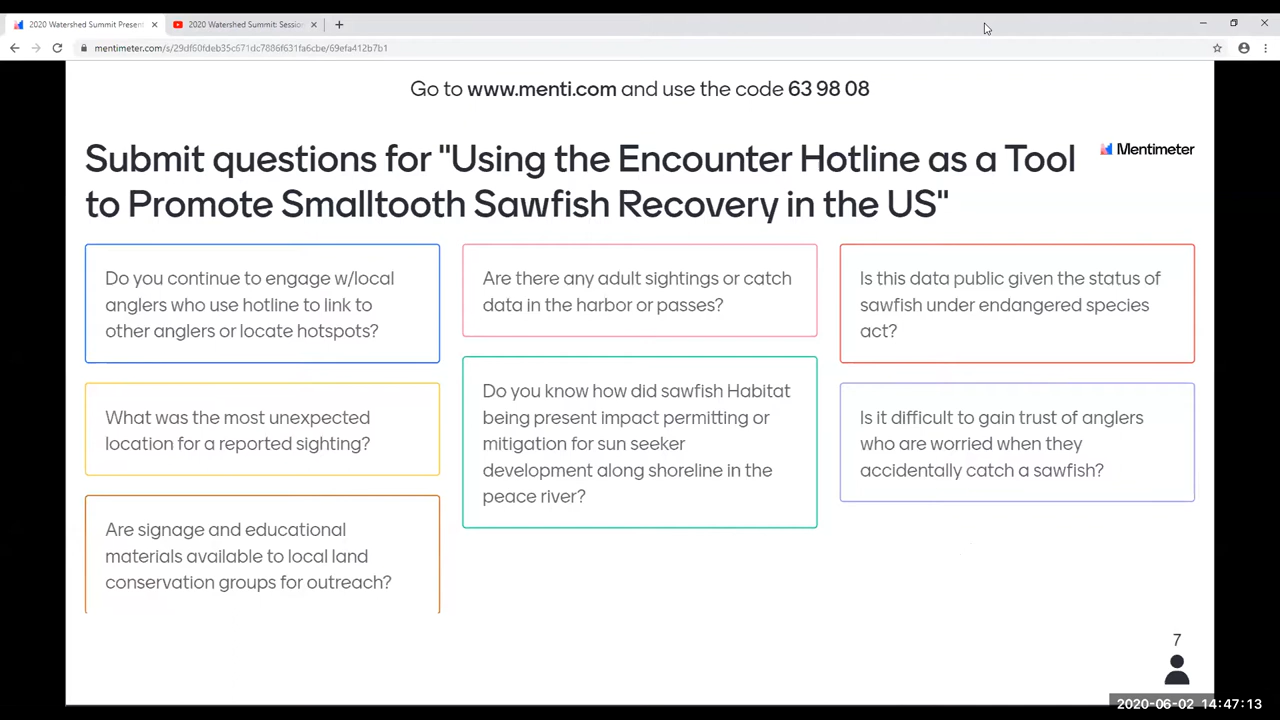 2020 Watershed Summit Present
2020 Watershed Summit: Sessio
mentimeter.com/s/29df60fdeb35c671dc7886f631fa6cbe/69efa412b7b1
Go to www.menti.com and use the code 63 98 08
Submit questions for "Using the Encounter Hotline as a Tool
to Promote Smalltooth Sawfish Recovery in the US"
Mentimeter
Do you continue to engage w/local
anglers who use hotline to link to
other anglers or locate hotspots?
Are there any adult sightings or catch
data in the harbor or passes?
Is this data public given the status of
sawfish under endangered species
act?
What was the most unexpected
location for a reported sighting?
Do you know how did sawfish Habitat
being present impact permitting or
mitigation for sun seeker
development along shoreline in the
peace river?
Is it difficult to gain trust of anglers
who are worried when they
accidentally catch a sawfish?
Are signage and educational
materials available to local land
conservation groups for outreach?
7
2020-06-02 14:47:13